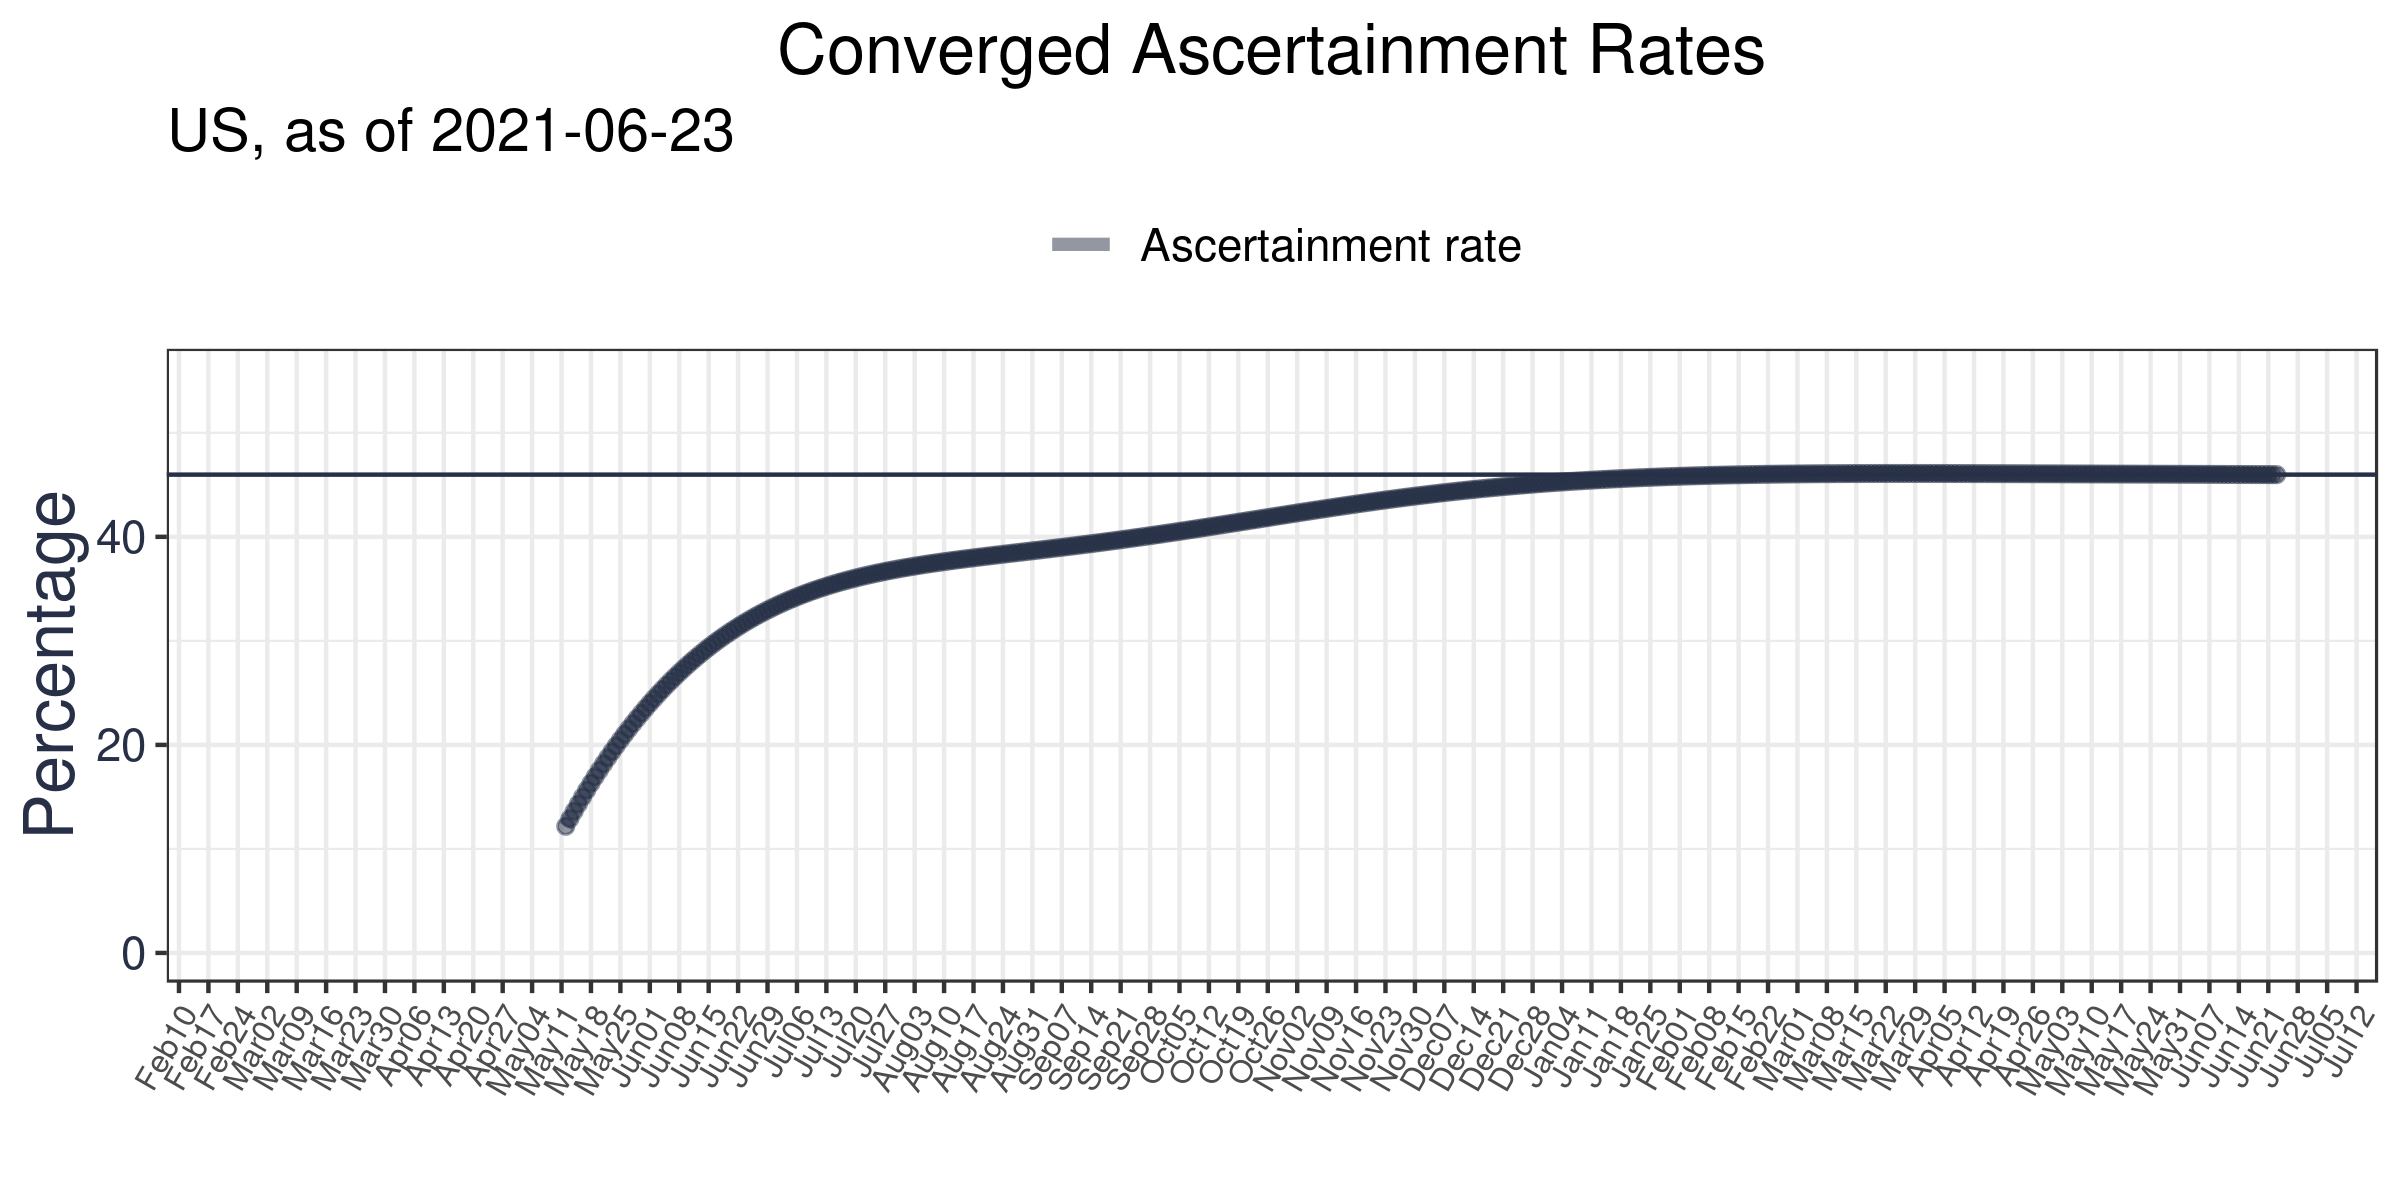 Converged Ascertainment Rates
US, as of 2021-06-23
Ascertainment rate
Percentage
40
20
0
Feb10 Feb17 Feb24 Mar02 Mar09 Mar16 Mar23 Mar30 Apr06 Apr13 Apr20 Apr27 May04 May11 May18 May25 Jun01 Jun08 Jun15 Jun22 Jun29 Jul06 Jul13 Jul20 Jul27 Aug03 Aug10 Aug17 Aug24 Aug31 Sep07 Sep14 Sep21 Sep28 Oct05 Oct12 Oct19 Oct26 Nov02 Nov09 Nov16 Nov23 Nov30 Dec07 Dec14 Dec21 Dec28 Jan04 Jan11 Jan18 Jan25 Feb01 Feb08 Feb15 Feb22 Mar01 Mar08 Mar15 Mar22 Mar29 Apr05 Apr12 Apr19 Apr26 May03 May10 May17 May24 May31 Jun07 Jun14 Jun21 Jun28 Jul05 Jul12